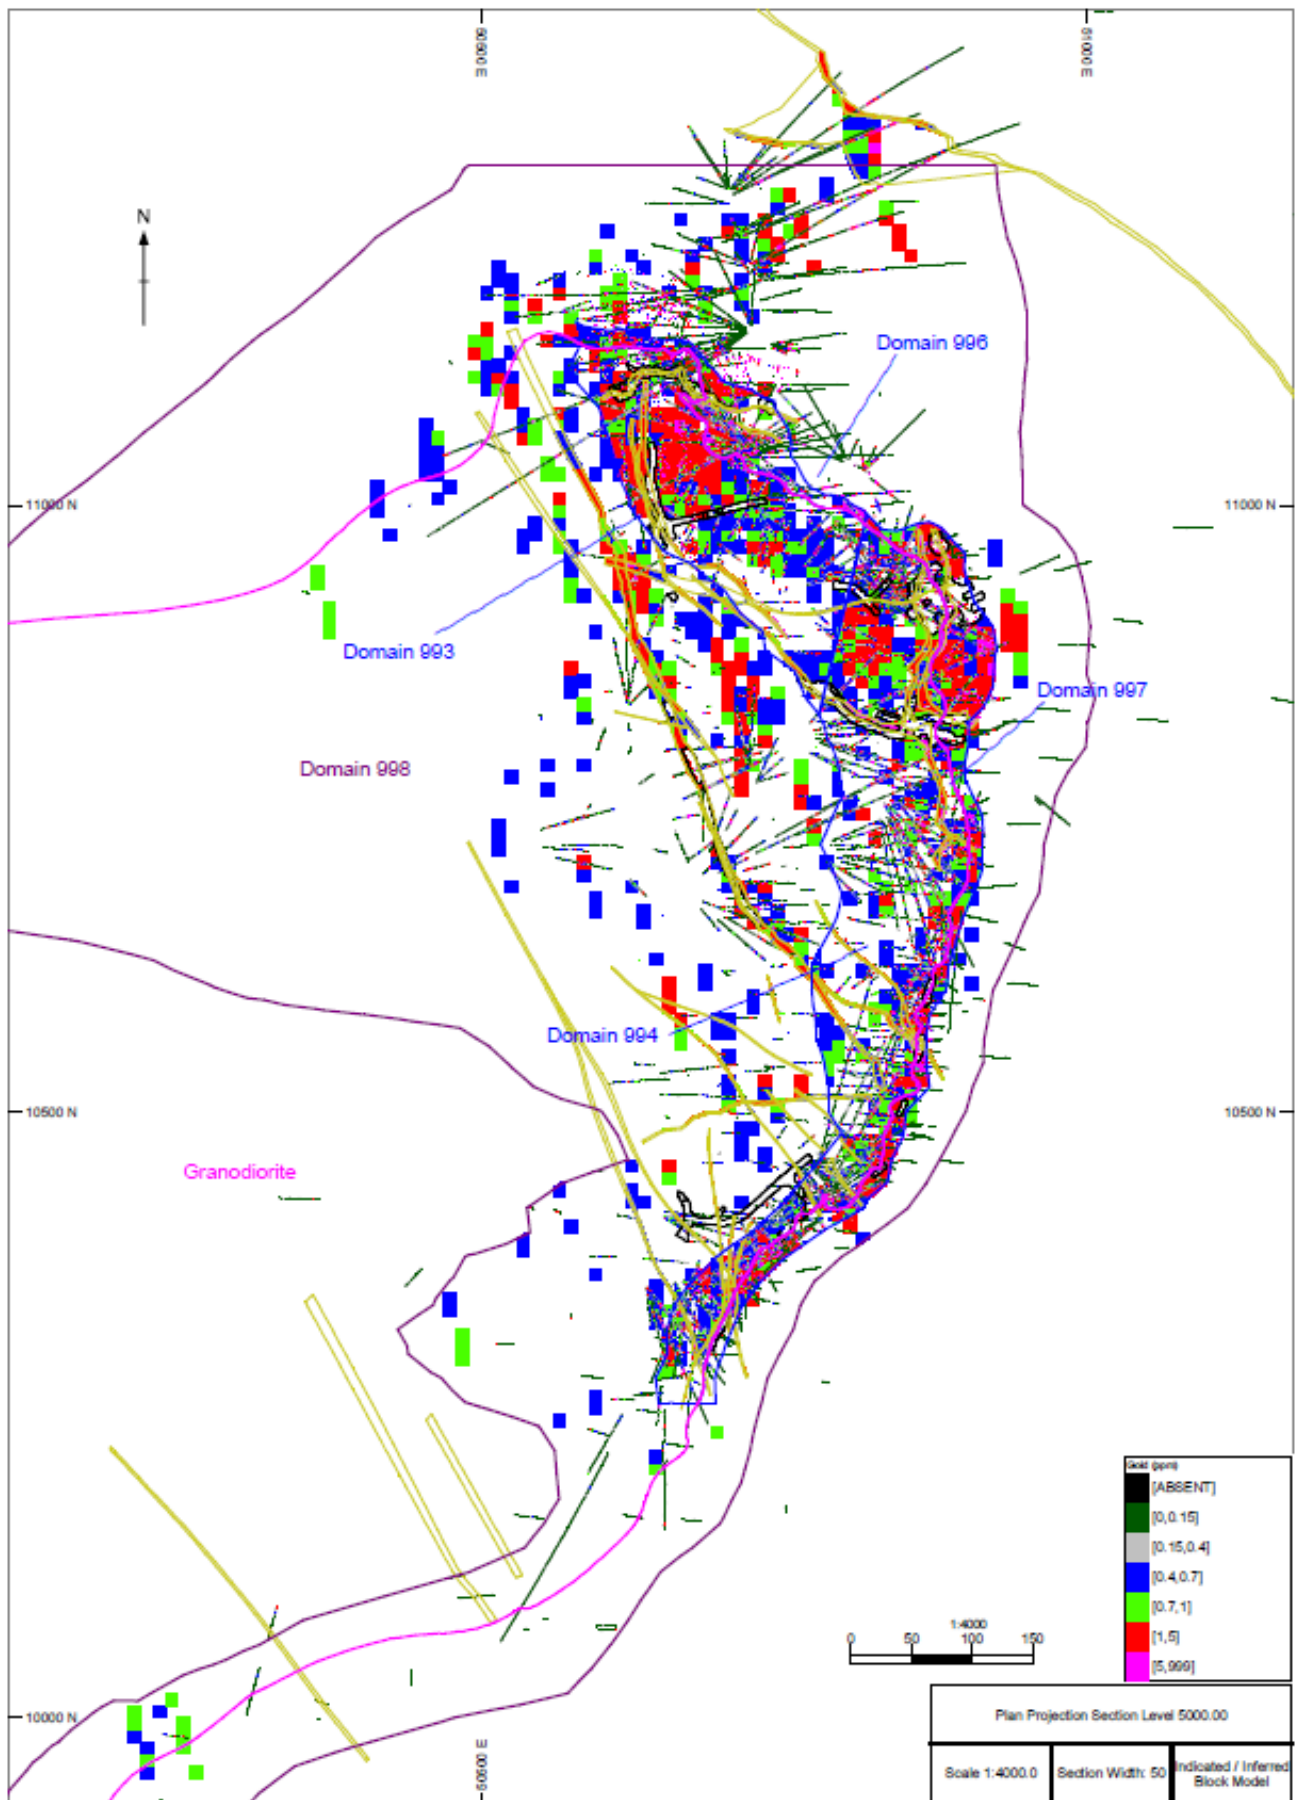 50500 E
51000 E
N
Domain 996
11000 N
11000 N
Domain 993
Domain 997
Domain 998
Domain 994
10500 N
10500 N
Granodiorite
Gold (ppm)
[ABSENT]
[0,0.15]
[0.15,0.4]
[0.4,0.7]
[0.7,1]
[1,5]
[5,999]
1:4000
0 50 100 150
10000 N
50500 E
Plan Projection Section Level 5000.00
Scale 1:4000.0
Section Width: 50
Indicated / Inferred
Block Model